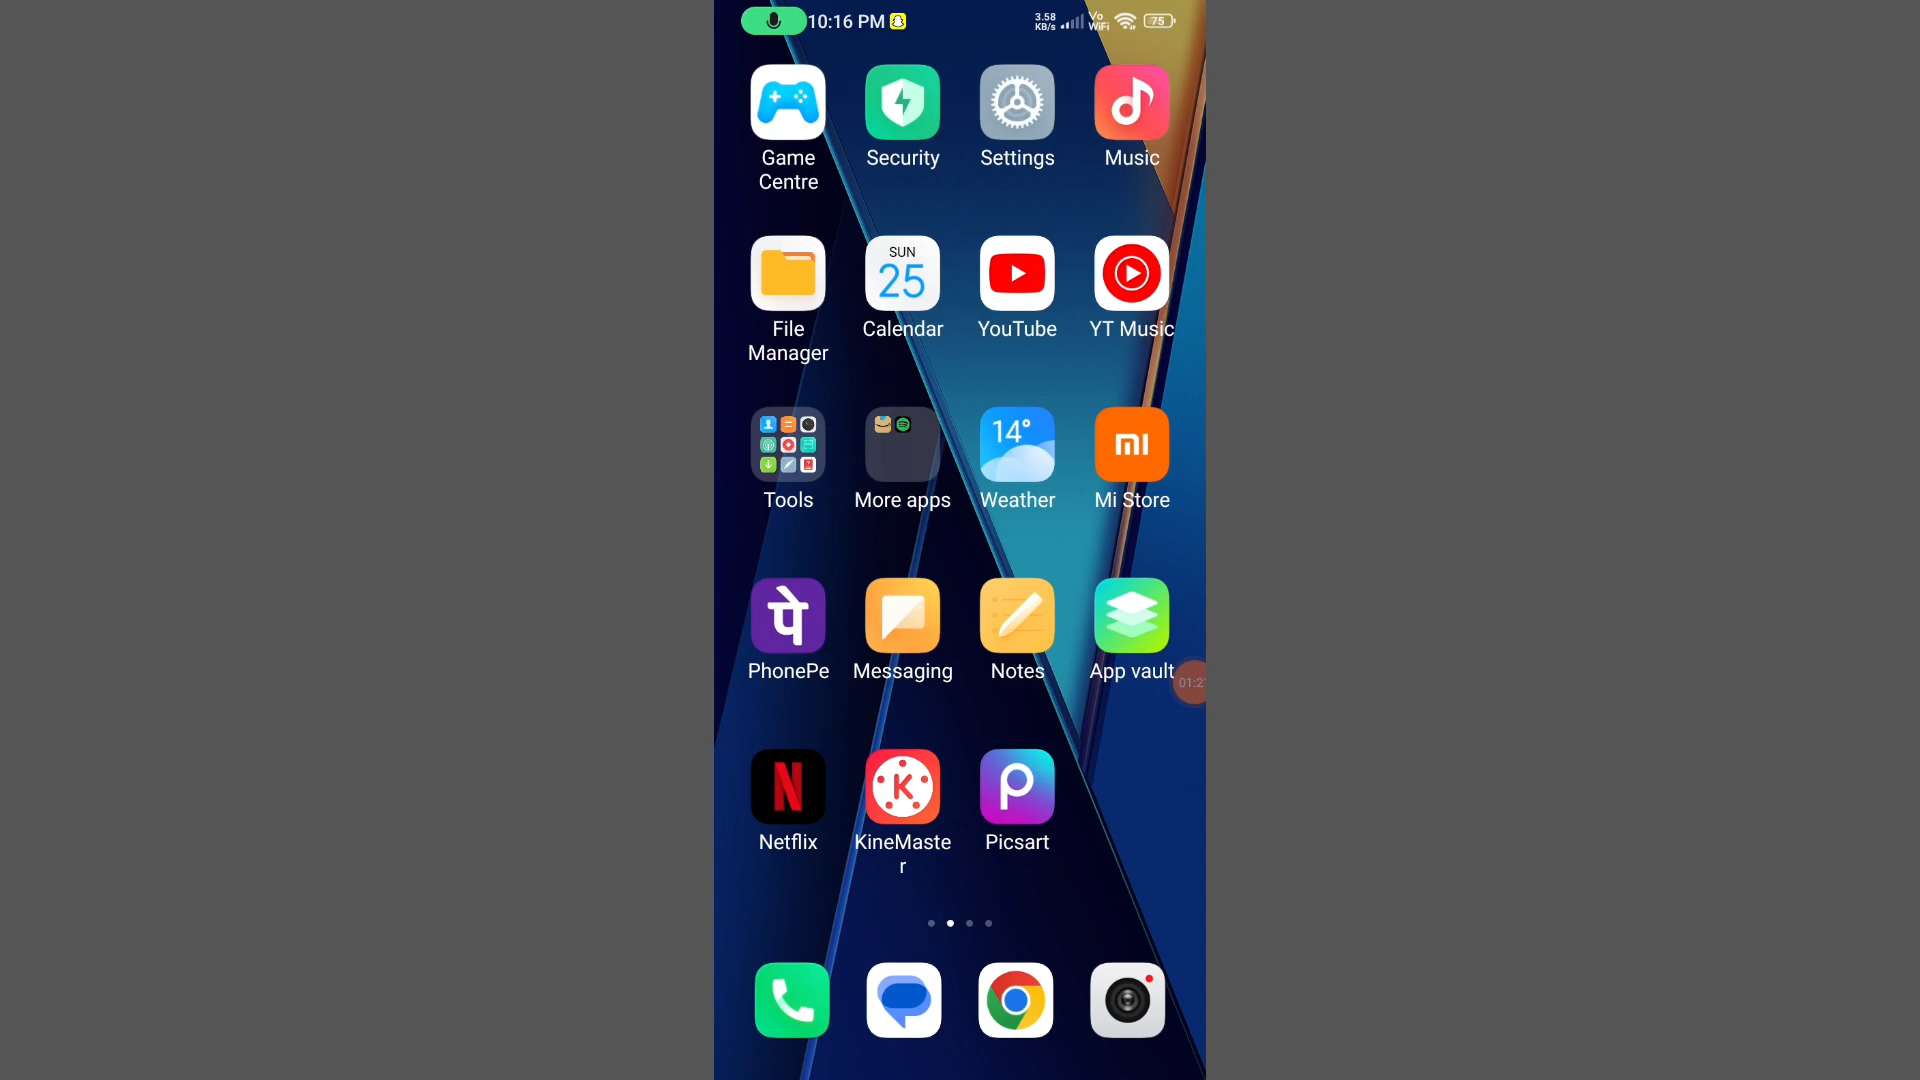 10:16 PM
3.58
KB/s
Vo
WiFi
75
Game
Centre
Security
Settings
Music
SUN
25
File
Manager
Calendar
YouTube
YT Music
14°
mi
Tools
More apps
Weather
Mi Store
पे
PhonePe
Messaging
Notes
App vault
01:2
N
K
P
Netflix
KineMaste
r
Picsart